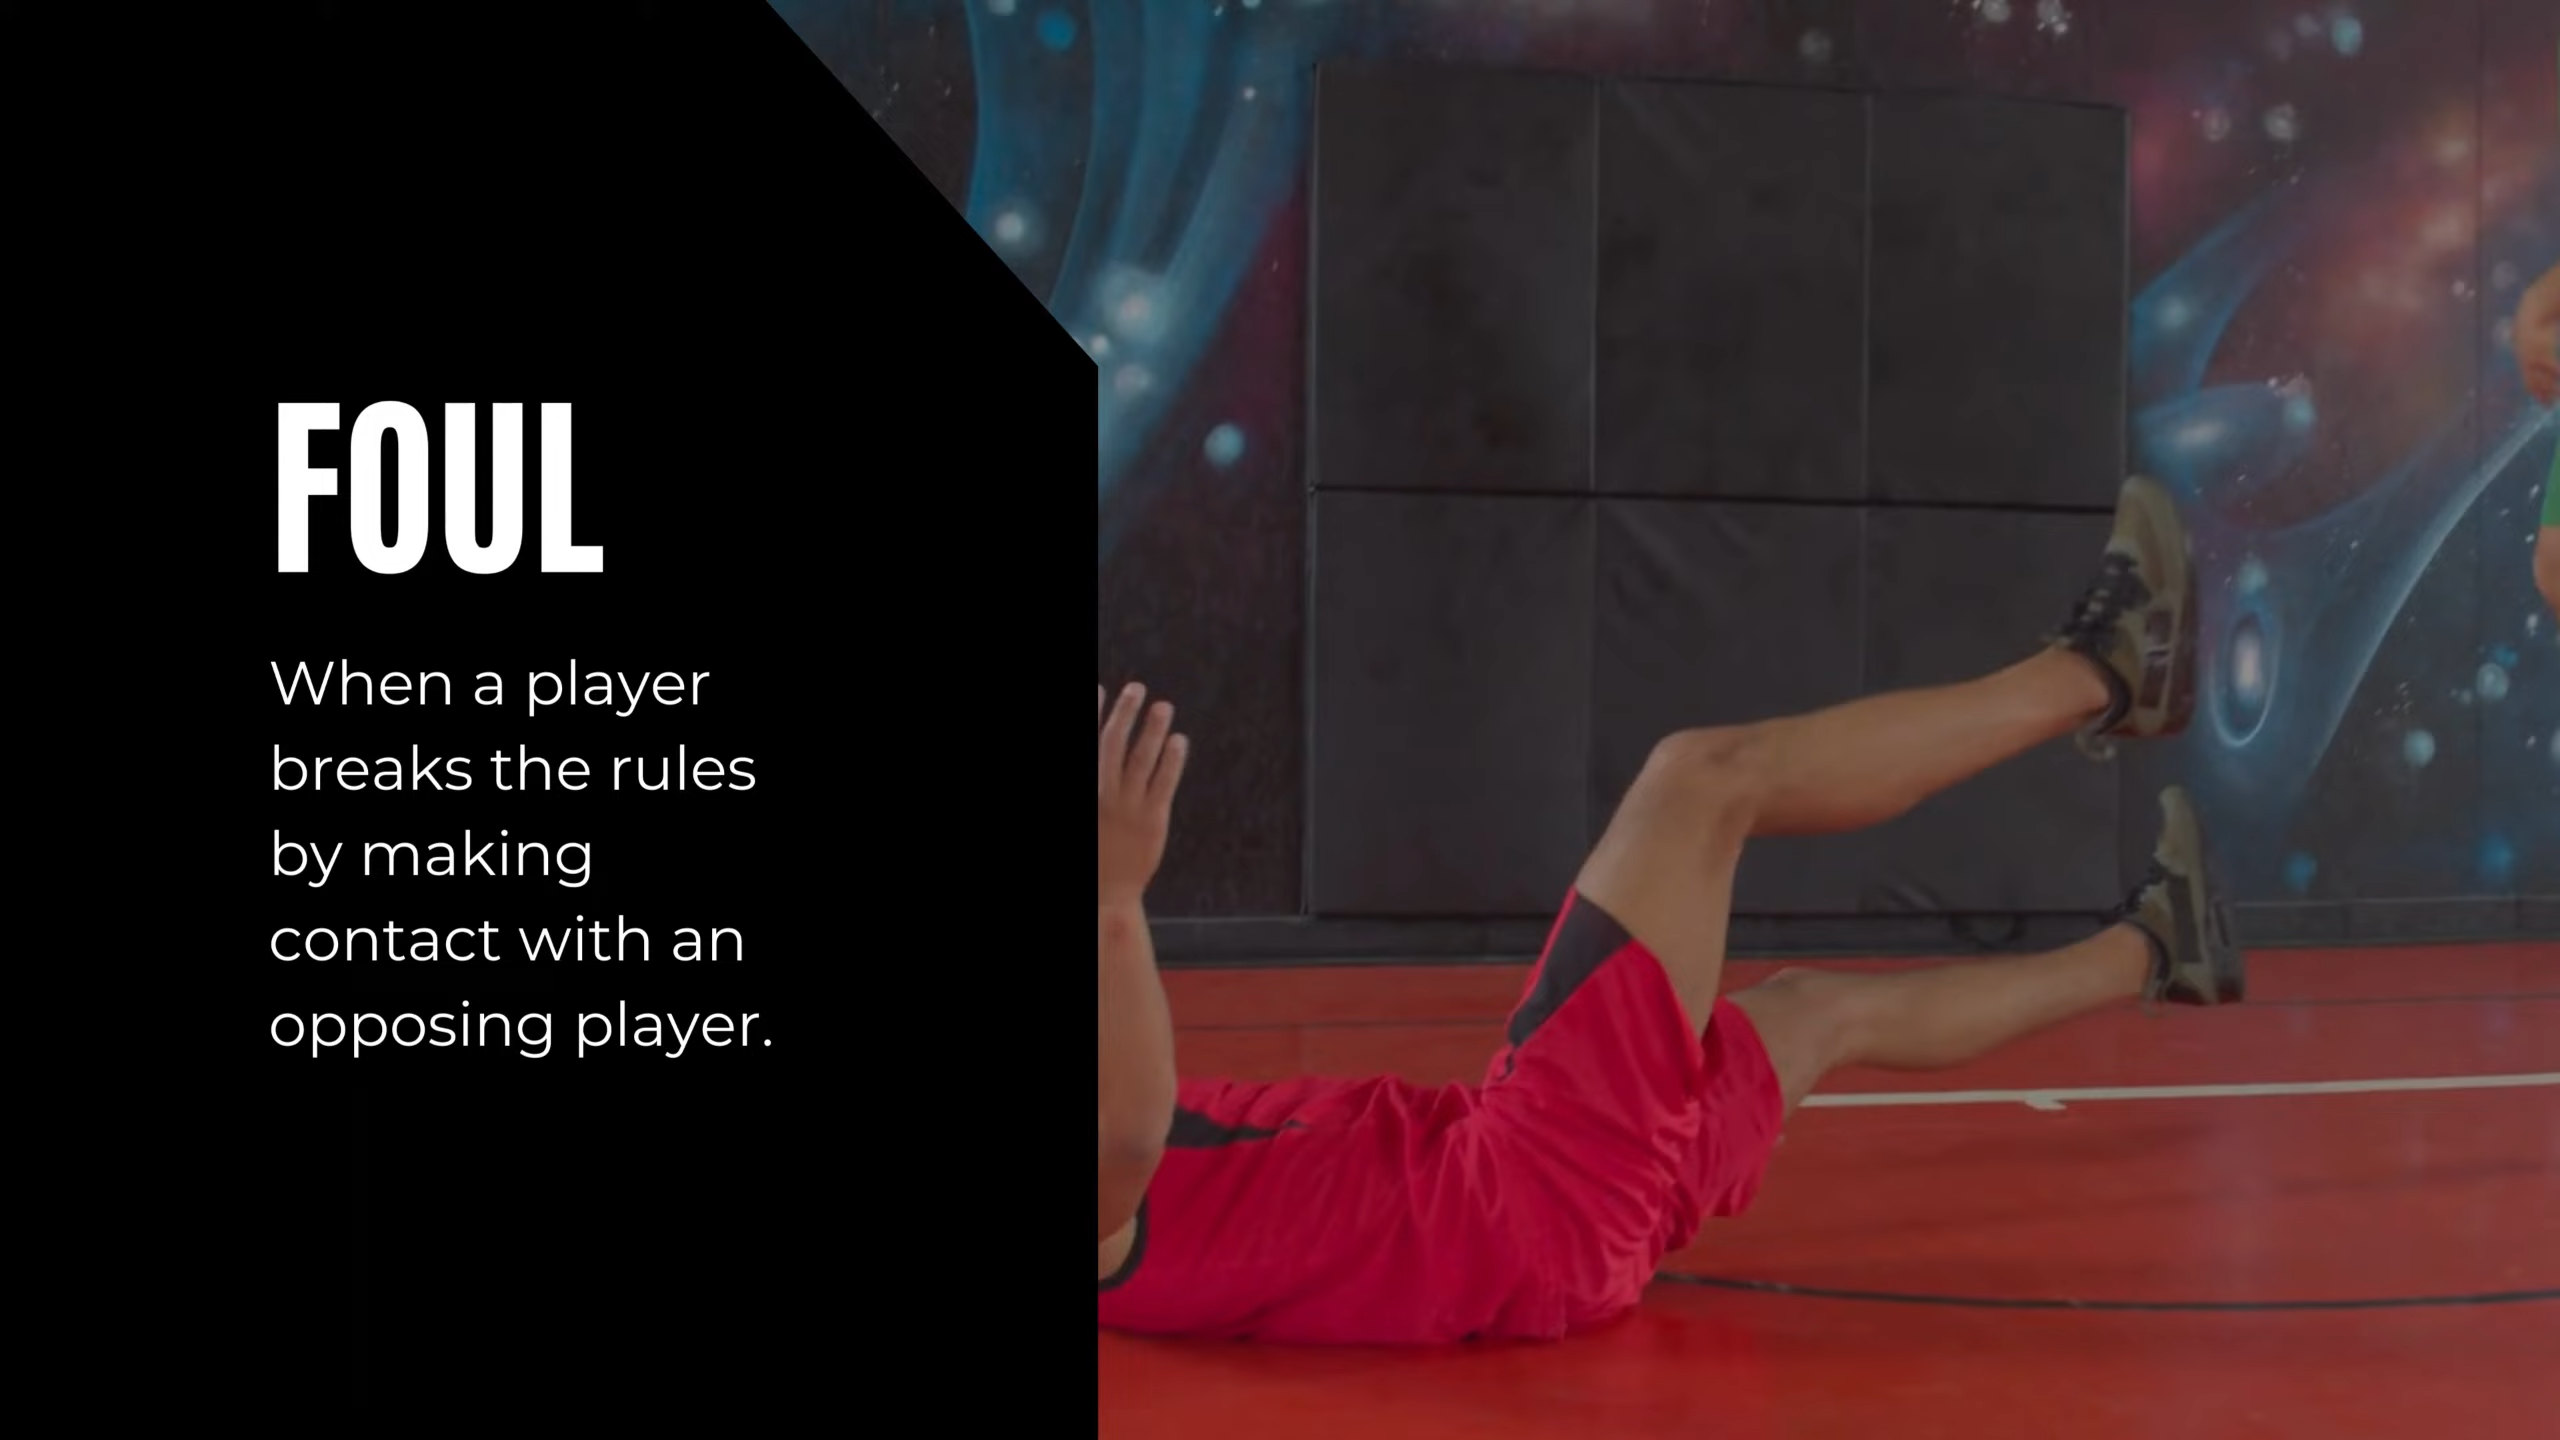 FOUL
When a player
breaks the rules
by making
contact with an
opposing player.